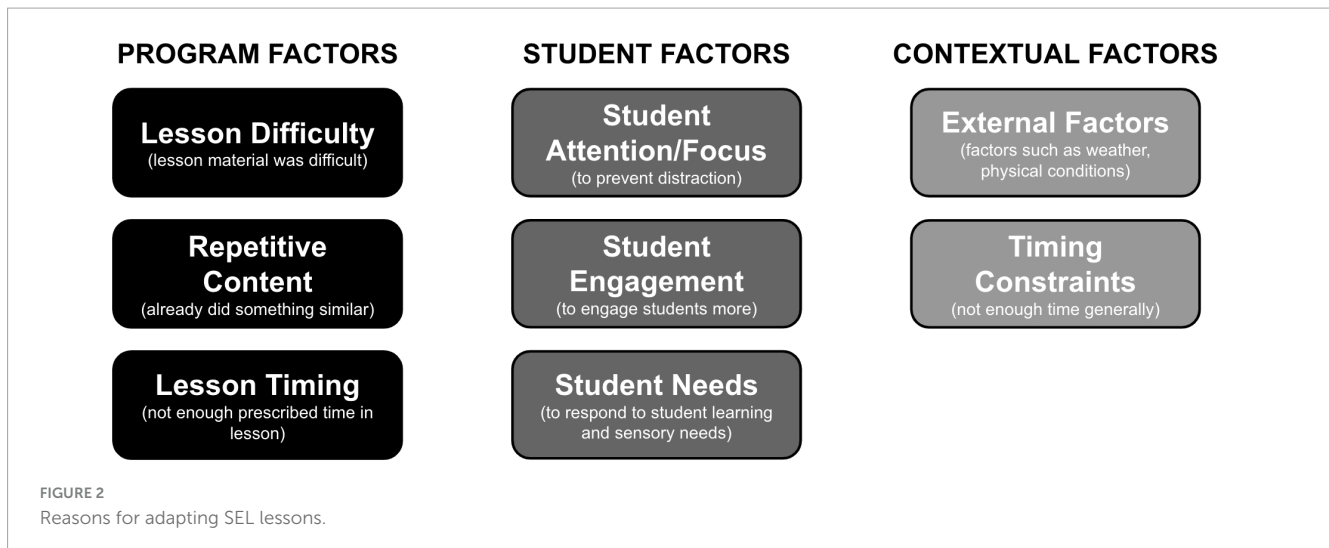 PROGRAM FACTORS
Lesson Difficulty
(lesson material was difficult)
Repetitive
Content
(already did something similar)
Lesson Timing
(not enough prescribed time in
lesson)
STUDENT FACTORS
Student
Attention/Focus
(to prevent distraction)
Student
Engagement
(to engage students more)
Student Needs
(to respond to student learning
and sensory needs)
CONTEXTUAL FACTORS
External Factors
(factors such as weather,
physical conditions)
Timing
Constraints
(not enough time generally)
FIGURE 2
Reasons for adapting SEL lessons.